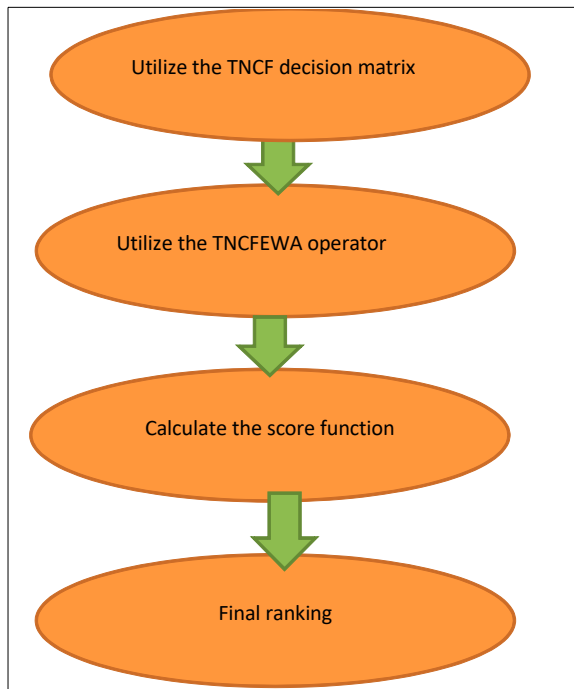 Utilize the TNCF decision matrix
Utilize the TNCFEWA operator
Calculate the score function
Final ranking